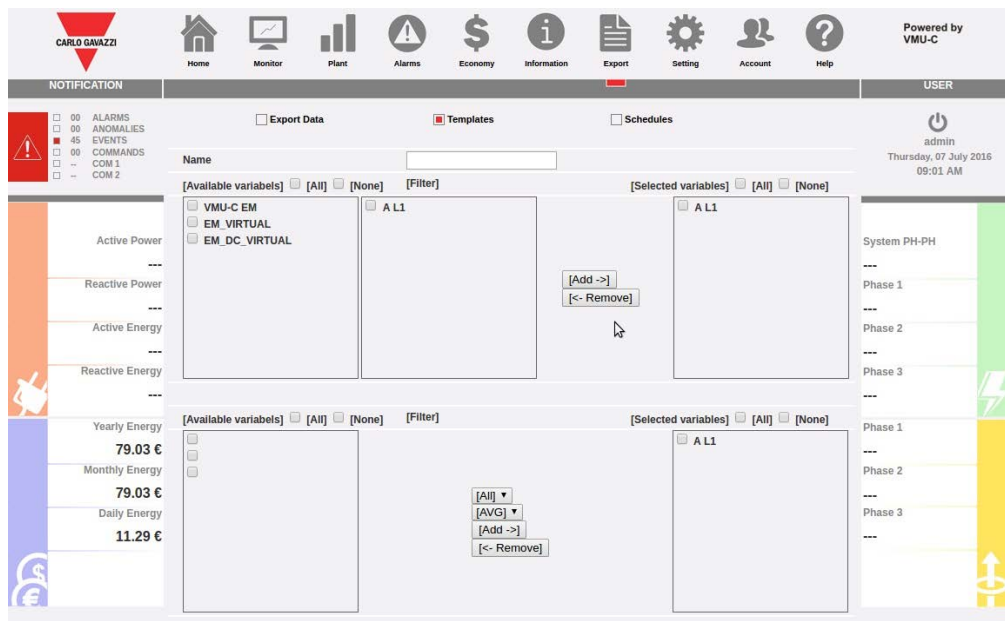 CARLO GAVAZZI
Home Monitor Plant Alarms Economy Information Export Setting Account Help
Powered by
VMU-C
NOTIFICATION
USER
00 ALARMS
00 ANOMALIES
45 EVENTS
00 COMMANDS
-- COM 1
-- COM 2
Export Data Templates Schedules
admin
Thursday, 07 July 2016
09:01 AM
Name
[Available variabels] [All] [None] [Filter] [Selected variables] [All] [None]
VMU-C EM
EM_VIRTUAL
EM_DC_VIRTUAL
A L1
[Add ->]
[<- Remove]
A L1
Active Power
---
Reactive Power
---
Active Energy
---
Reactive Energy
---
System PH-PH
---
Phase 1
---
Phase 2
---
Phase 3
---
[Available variabels] [All] [None] [Filter] [Selected variables] [All] [None]
[All]
[AVG]
[Add ->]
[<- Remove]
A L1
Yearly Energy
79.03 €
Monthly Energy
79.03 €
Daily Energy
11.29 €
Phase 1
---
Phase 2
---
Phase 3
---